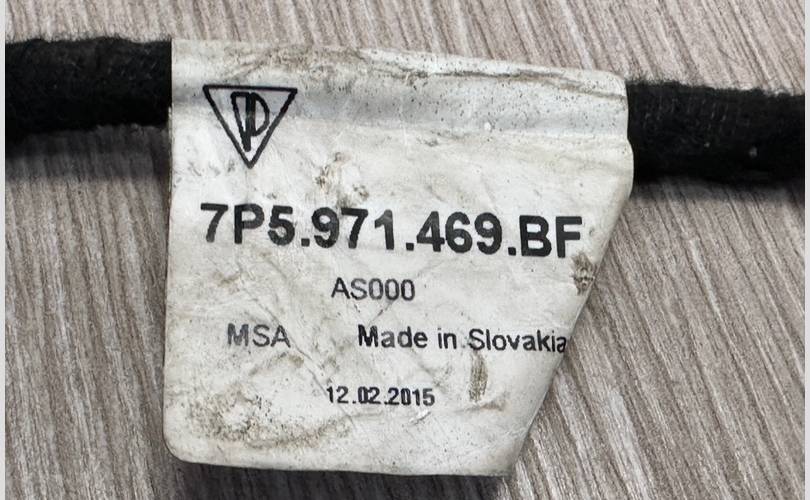 7P5.971.469.BF
AS000
MSA Made in Slovakia
12.02.2015